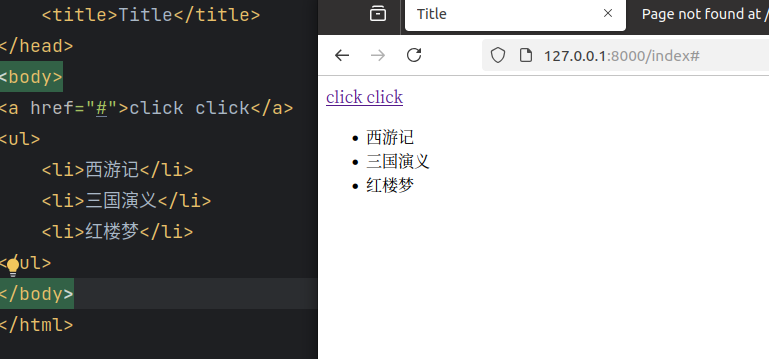 <title>Title</title>
</head>
<body>
<a href="#">click click</a>
<ul>
<li>西游记</li>
<li>三国演义</li>
<li>红楼梦</li>
</ul>
</body>
</html>
Title
Page not found at /
127.0.0.1:8000/index#
click click
西游记
三国演义
红楼梦